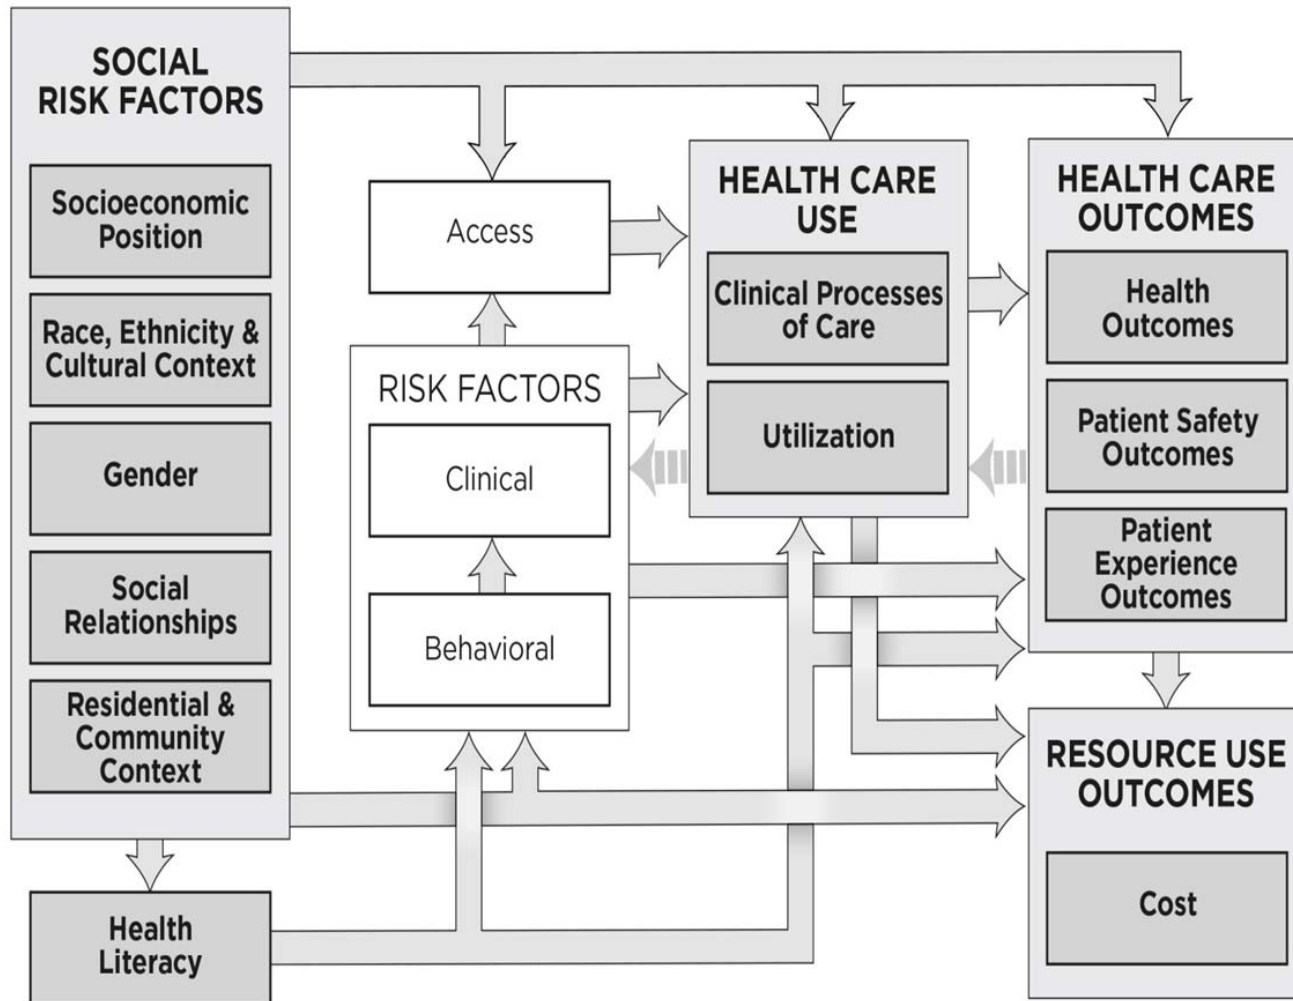 SOCIAL
RISK FACTORS
Socioeconomic
Position
Race, Ethnicity &
Cultural Context
Gender
Social
Relationships
Residential &
Community
Context
Health
Literacy
Access
RISK FACTORS
Clinical
Behavioral
HEALTH CARE
USE
Clinical Processes
of Care
Utilization
HEALTH CARE
OUTCOMES
Health
Outcomes
Patient Safety
Outcomes
Patient
Experience
Outcomes
RESOURCE USE
OUTCOMES
Cost